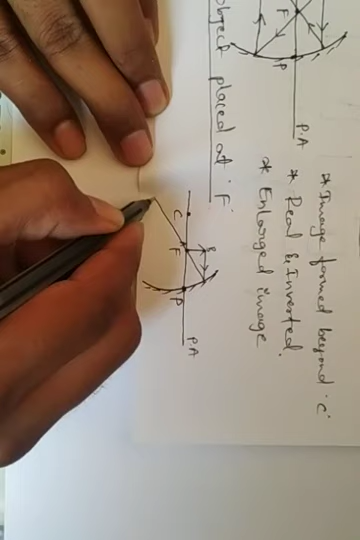 F
P
P.A
* Image formed beyond 'C'
* Real & Inverted.
* Enlarged image
object placed at 'F'
C
F
P
P.A